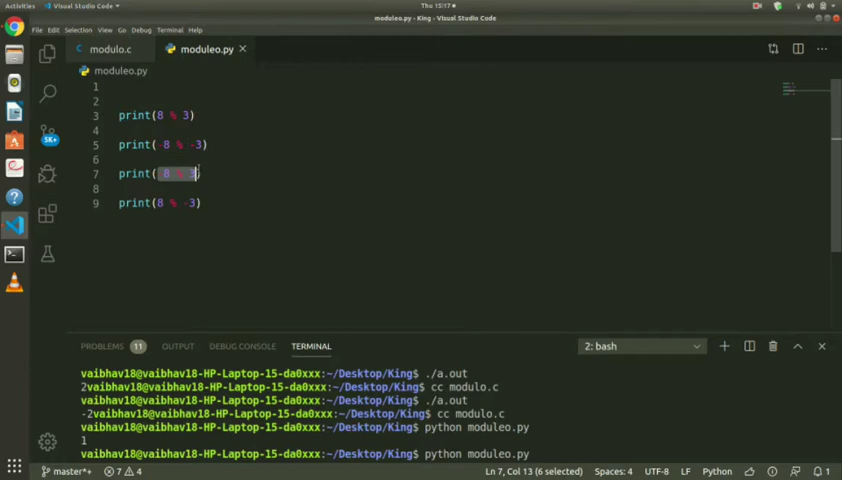 Activities
Visual Studio Code
Thu 15:17
moduleo.py - King - Visual Studio Code
File Edit Selection View Go Debug Terminal Help
modulo.c
moduleo.py
moduleo.py
1
2
3 print(8 % 3)
4
5 print(-8 % -3)
6
7 print(-8 % 3)
8
9 print(8 % -3)
5K+
PROBLEMS 11 OUTPUT DEBUG CONSOLE TERMINAL 2: bash
vaibhav18@vaibhav18-HP-Laptop-15-da0xxx:~/Desktop/King$ ./a.out
2vaibhav18@vaibhav18-HP-Laptop-15-da0xxx:~/Desktop/King$ cc modulo.c
vaibhav18@vaibhav18-HP-Laptop-15-da0xxx:~/Desktop/King$ ./a.out
-2vaibhav18@vaibhav18-HP-Laptop-15-da0xxx:~/Desktop/King$ cc modulo.c
vaibhav18@vaibhav18-HP-Laptop-15-da0xxx:~/Desktop/King$ python moduleo.py
1
vaibhav18@vaibhav18-HP-Laptop-15-da0xxx:~/Desktop/King$ python moduleo.py
master*+ 7 4 Ln 7, Col 13 (6 selected) Spaces: 4 UTF-8 LF Python 1